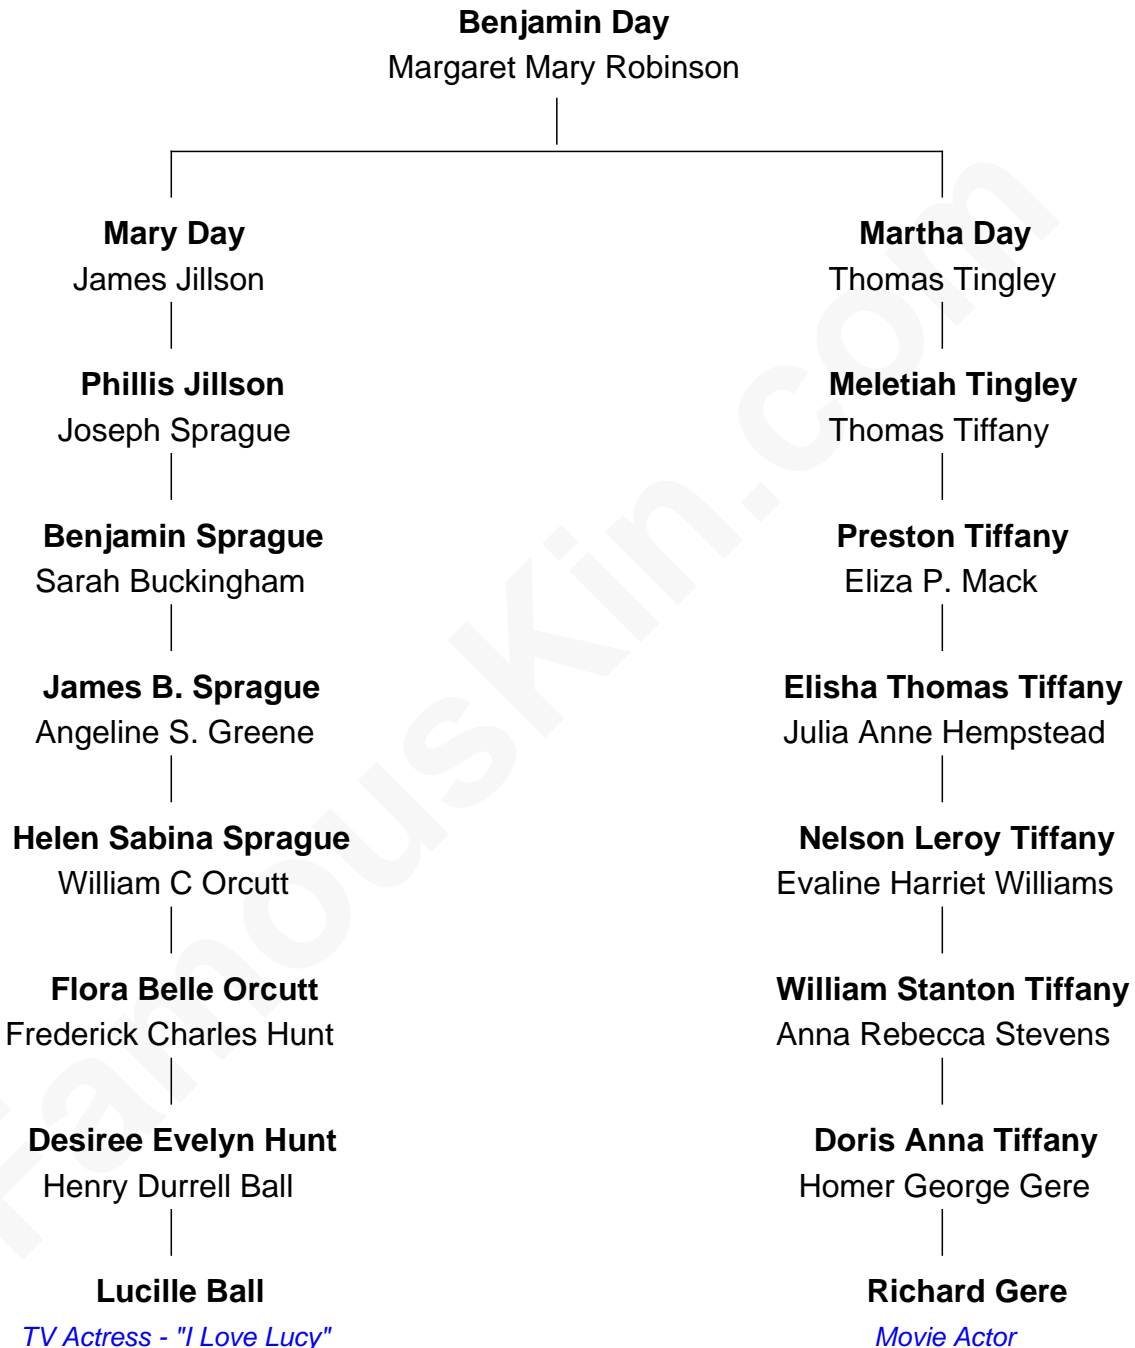 Benjamin Day
Margaret Mary Robinson
Mary Day
James Jillson
Martha Day
Thomas Tingley
Phillis Jillson
Joseph Sprague
Meletiah Tingley
Thomas Tiffany
Benjamin Sprague
Sarah Buckingham
Preston Tiffany
Eliza P. Mack
James B. Sprague
Angeline S. Greene
Elisha Thomas Tiffany
Julia Anne Hempstead
Helen Sabina Sprague
William C Orcutt
Nelson Leroy Tiffany
Evaline Harriet Williams
Flora Belle Orcutt
Frederick Charles Hunt
William Stanton Tiffany
Anna Rebecca Stevens
Desiree Evelyn Hunt
Henry Durrell Ball
Doris Anna Tiffany
Homer George Gere
Lucille Ball
TV Actress - "I Love Lucy"
Richard Gere
Movie Actor
FamousKin.com